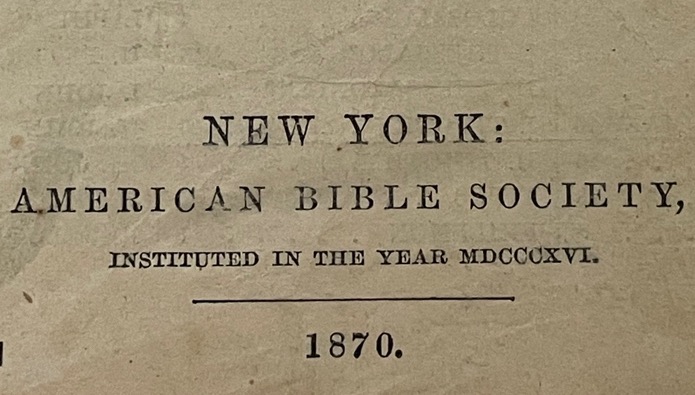 NEW YORK:
AMERICAN BIBLE SOCIETY,
INSTITUTED IN THE YEAR MDCCCXVI.
1870.